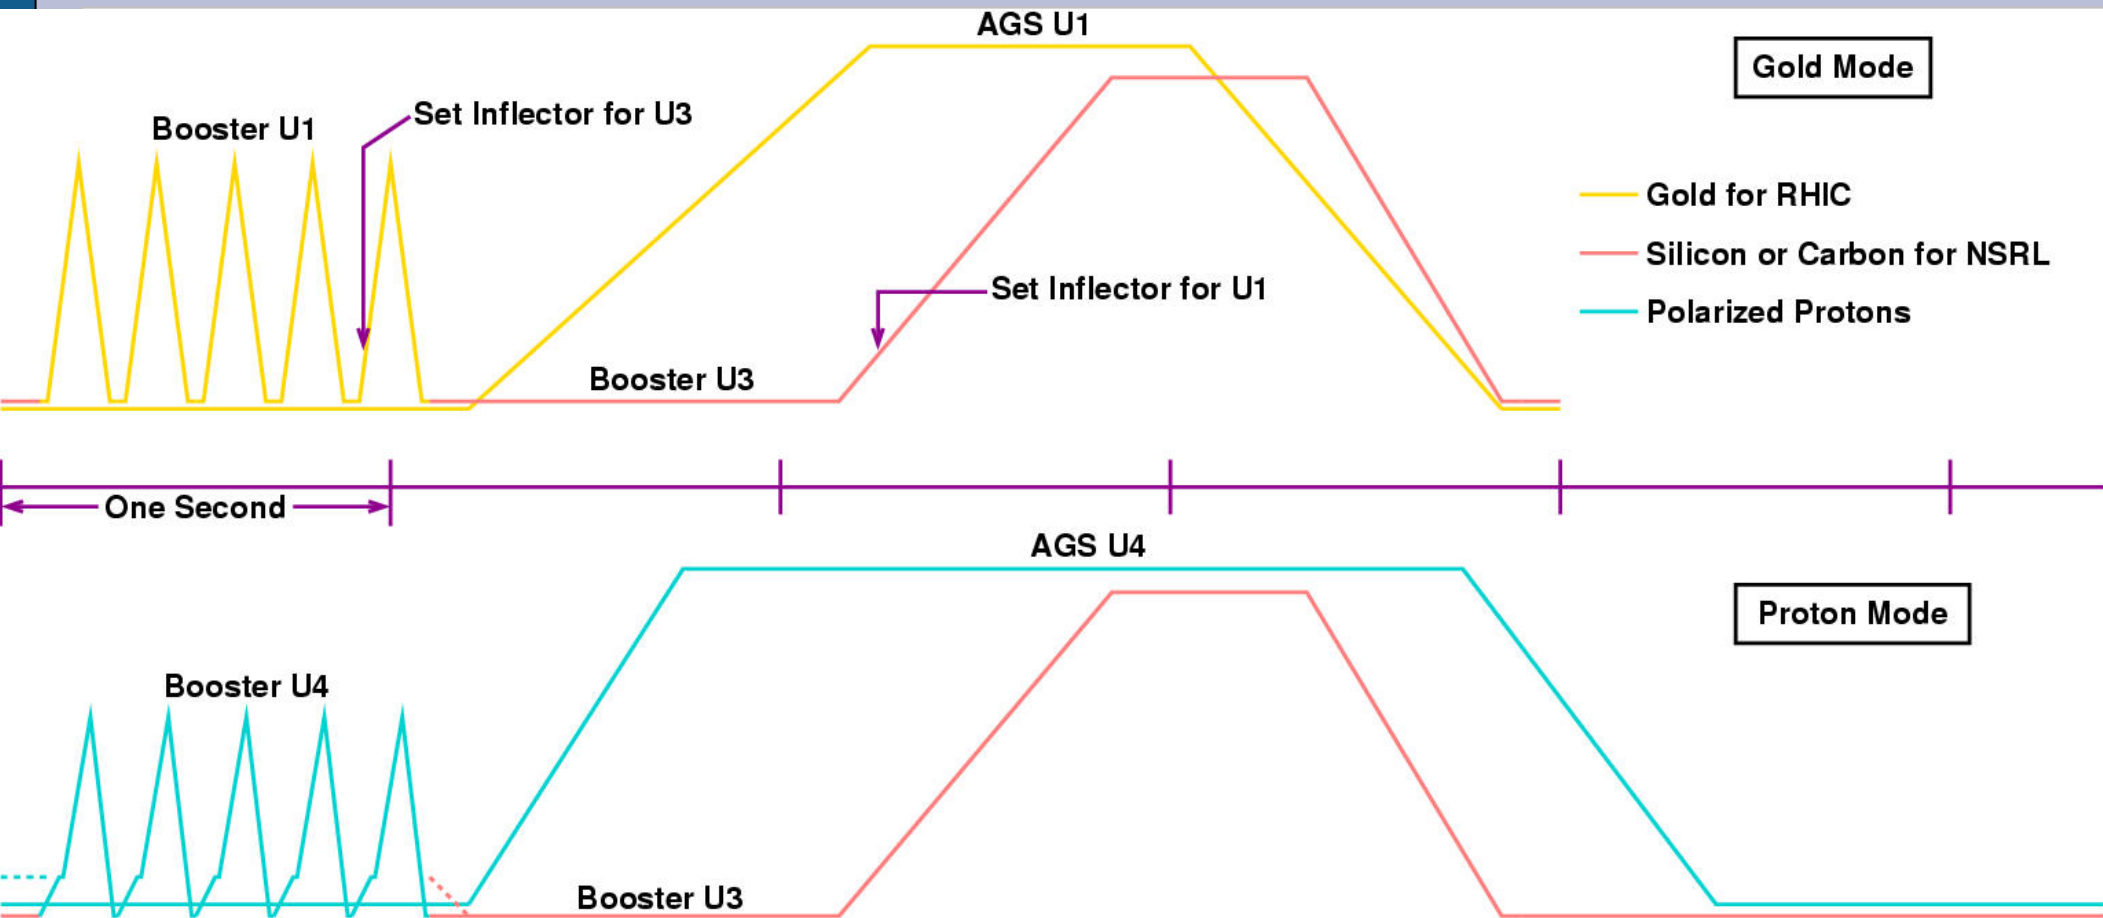 AGS U1
Gold Mode
Set Inflector for U3
Booster U1
Gold for RHIC
Silicon or Carbon for NSRL
Set Inflector for U1
Polarized Protons
Booster U3
One Second
AGS U4
Proton Mode
Booster U4
Booster U3